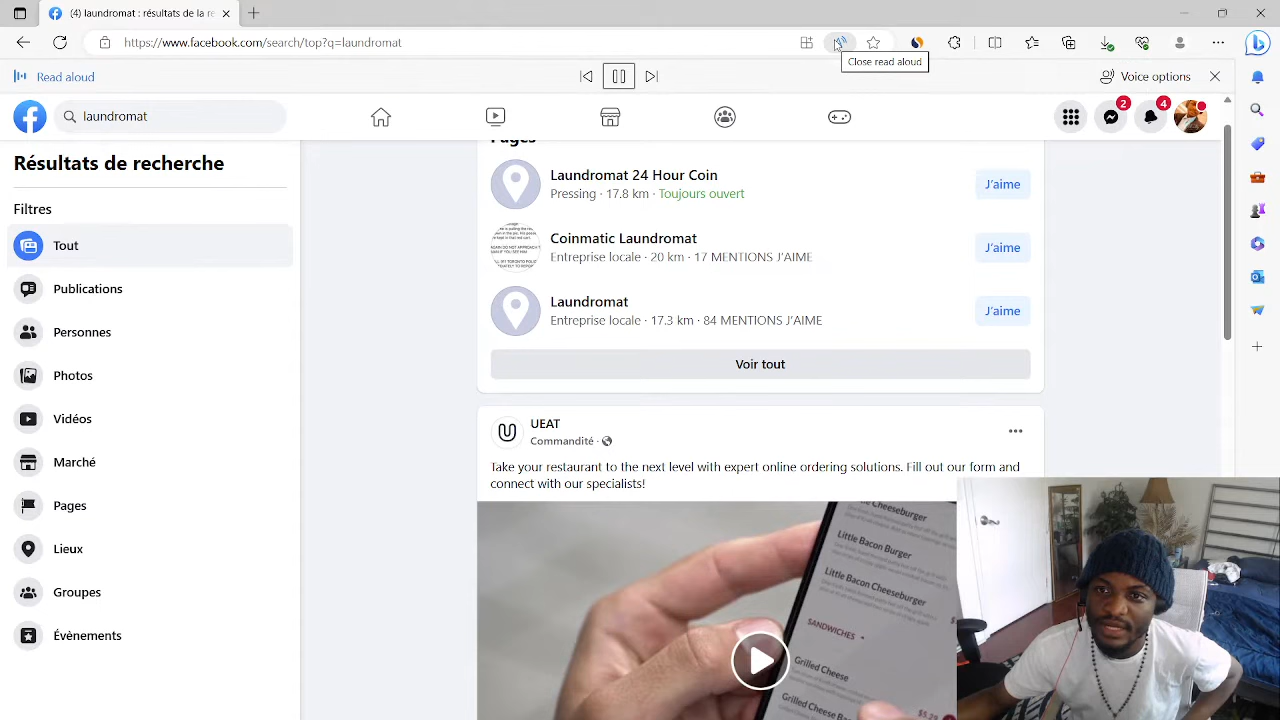 (4) laundromat : résultats de la re
https://www.facebook.com/search/top?q=laundromat
Close read aloud
Read aloud
Voice options
laundromat
2
4
Résultats de recherche
Filtres
Tout
Publications
Personnes
Photos
Vidéos
Marché
Pages
Lieux
Groupes
Évènements
Pages
Laundromat 24 Hour Coin
Pressing · 17.8 km · Toujours ouvert
J'aime
Coinmatic Laundromat
Entreprise locale · 20 km · 17 MENTIONS J'AIME
J'aime
Laundromat
Entreprise locale · 17.3 km · 84 MENTIONS J'AIME
J'aime
Voir tout
UEAT
Commandité ·
Take your restaurant to the next level with expert online ordering solutions. Fill out our form and
connect with our specialists!
Cheeseburger
Little Bacon Burger
Little Bacon Cheeseburger
SANDWICHES
Grilled Cheese
Grilled Cheese